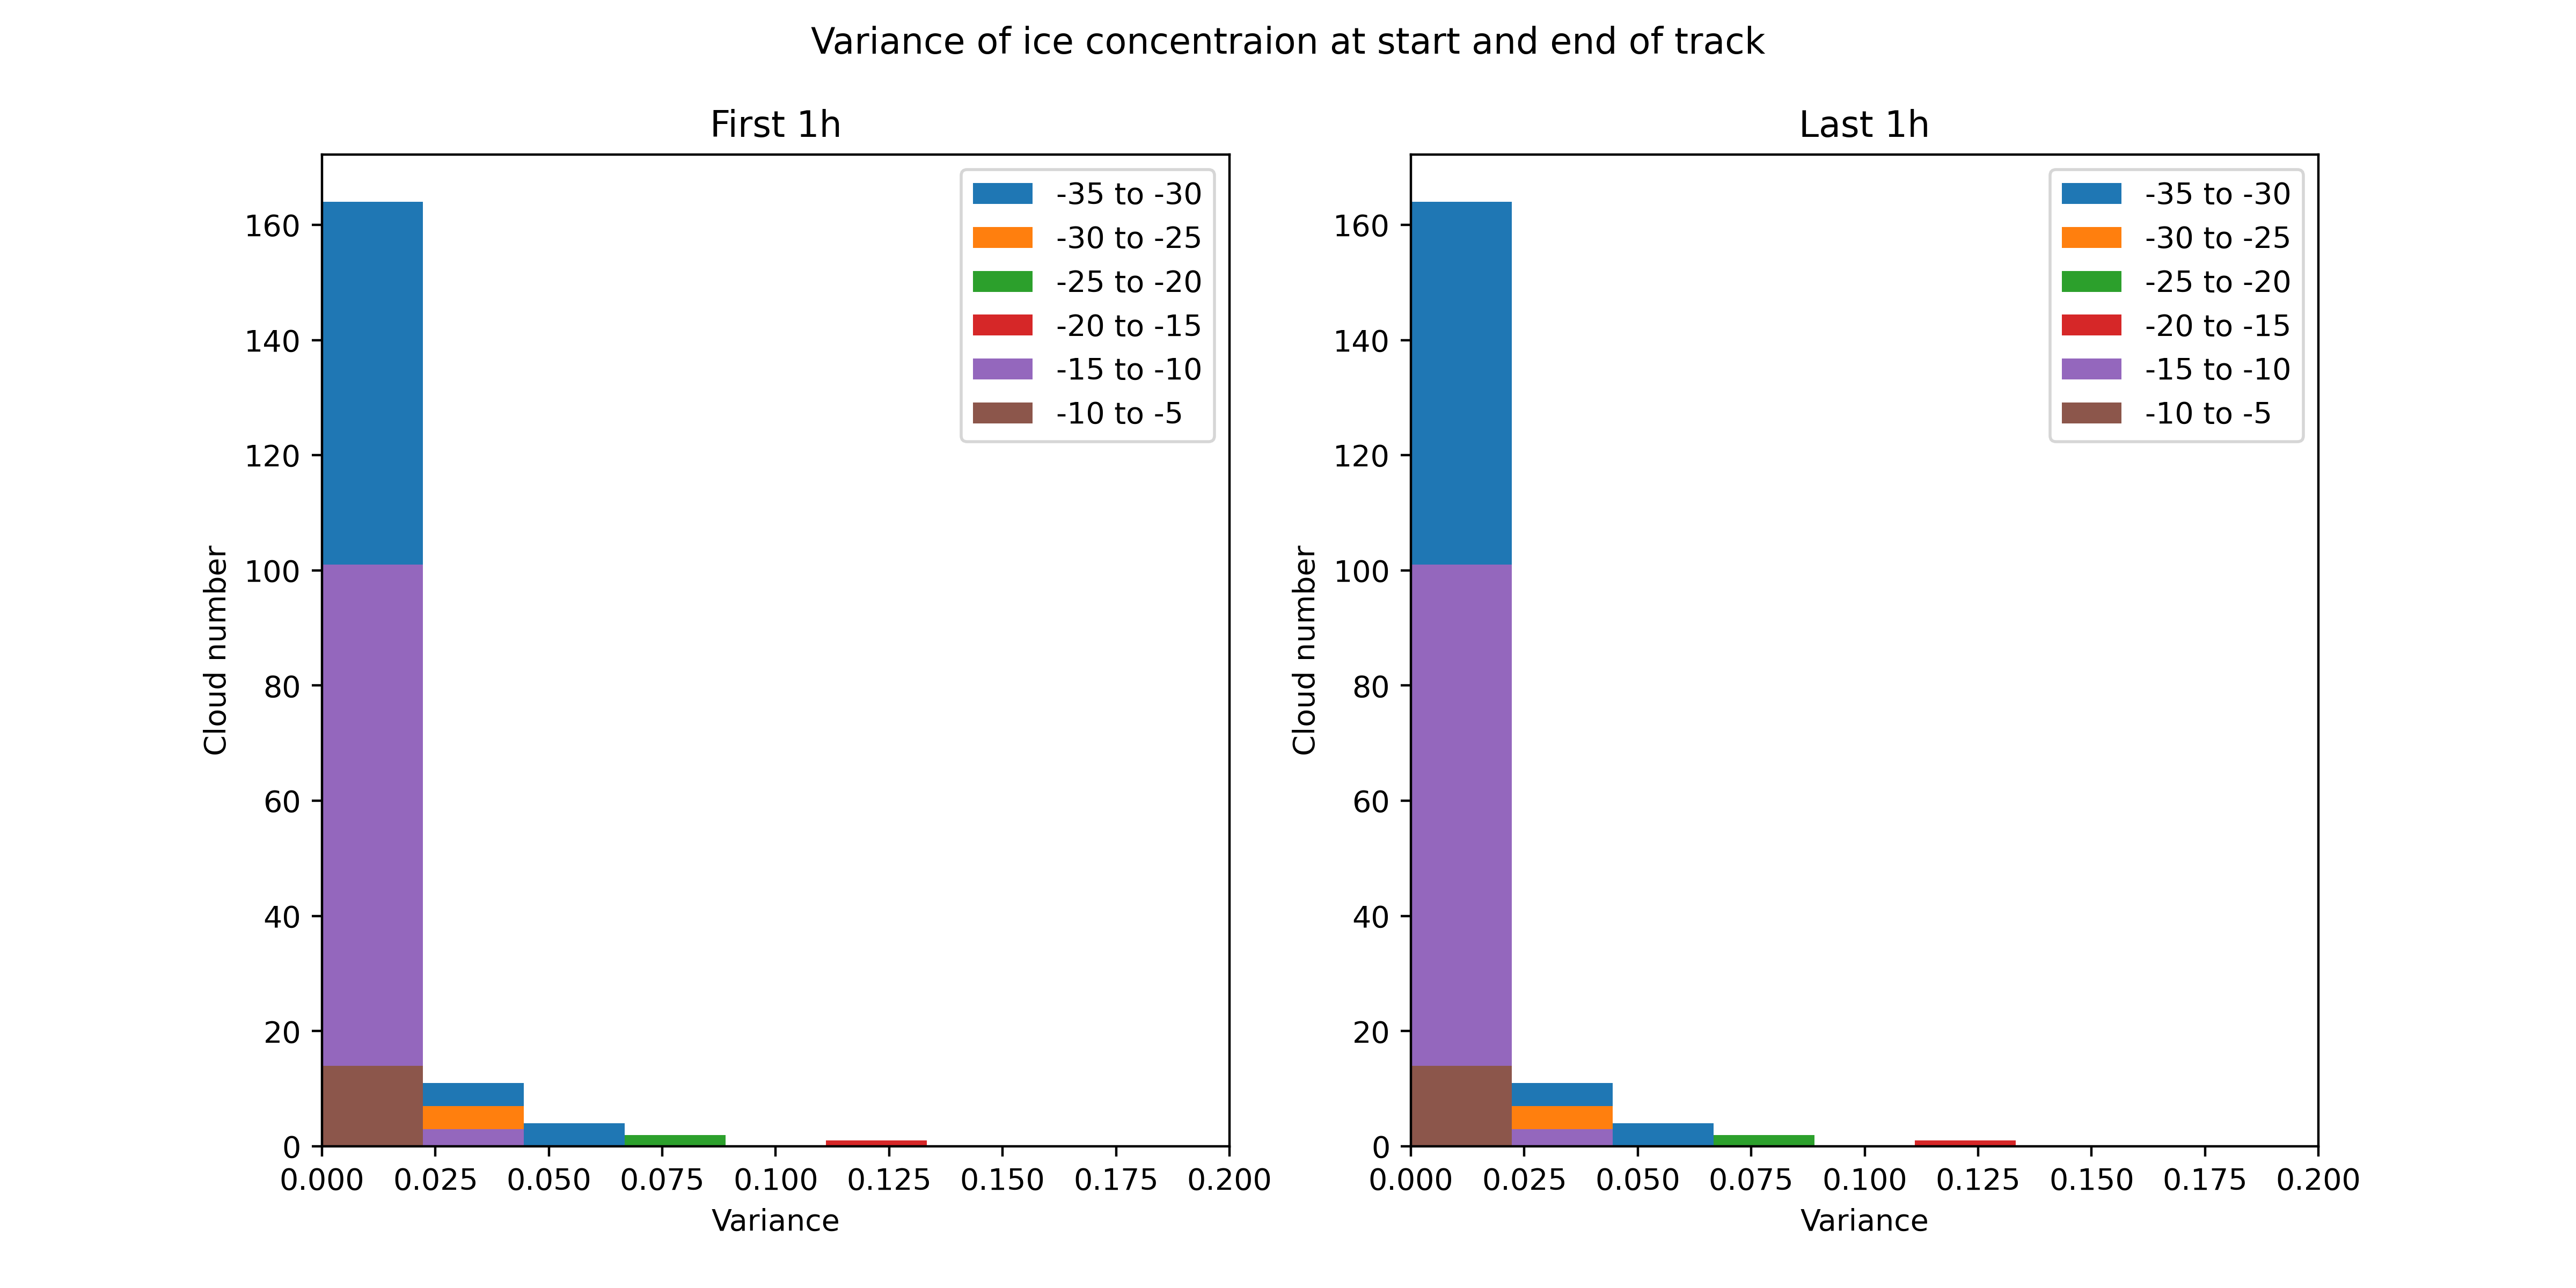 Variance of ice concentraion at start and end of track
First 1h
160
140
120
100
80
60
40
20
0
Cloud number
-35 to -30
-30 to -25
-25 to -20
-20 to -15
-15 to -10
-10 to -5
0.000 0.025 0.050 0.075 0.100 0.125 0.150 0.175 0.200
Variance
Last 1h
160
140
120
100
80
60
40
20
0
Cloud number
-35 to -30
-30 to -25
-25 to -20
-20 to -15
-15 to -10
-10 to -5
0.000 0.025 0.050 0.075 0.100 0.125 0.150 0.175 0.200
Variance